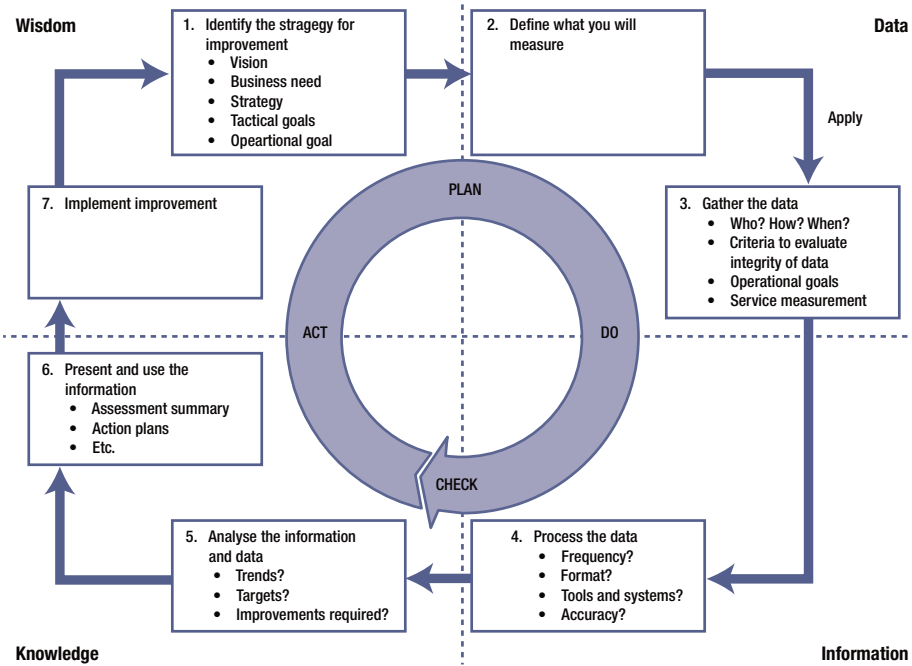 Wisdom
1. Identify the stragegy for
improvement
• Vision
• Business need
• Strategy
• Tactical goals
• Opeartional goal
2. Define what you will
measure
Data
Apply
7. Implement improvement
PLAN
3. Gather the data
• Who? How? When?
• Criteria to evaluate
integrity of data
• Operational goals
• Service measurement
ACT
DO
6. Present and use the
information
• Assessment summary
• Action plans
• Etc.
CHECK
5. Analyse the information
and data
• Trends?
• Targets?
• Improvements required?
4. Process the data
• Frequency?
• Format?
• Tools and systems?
• Accuracy?
Knowledge
Information